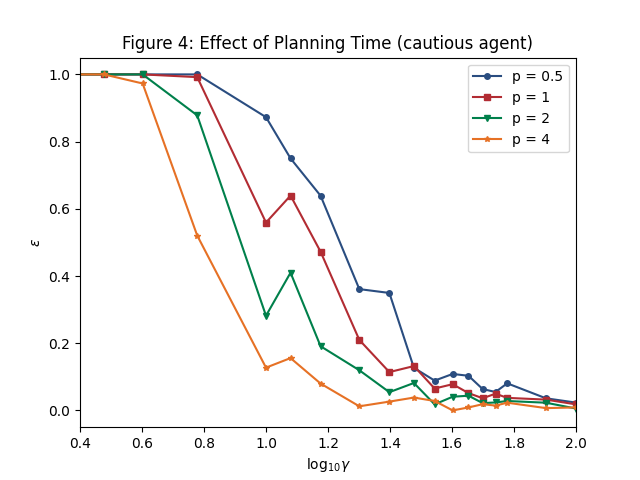 Figure 4: Effect of Planning Time (cautious agent)
p = 0.5
p = 1
p = 2
p = 4
1.0
0.8
0.6
0.4
0.2
0.0
ε
0.4 0.6 0.8 1.0 1.2 1.4 1.6 1.8 2.0
log₁₀γ